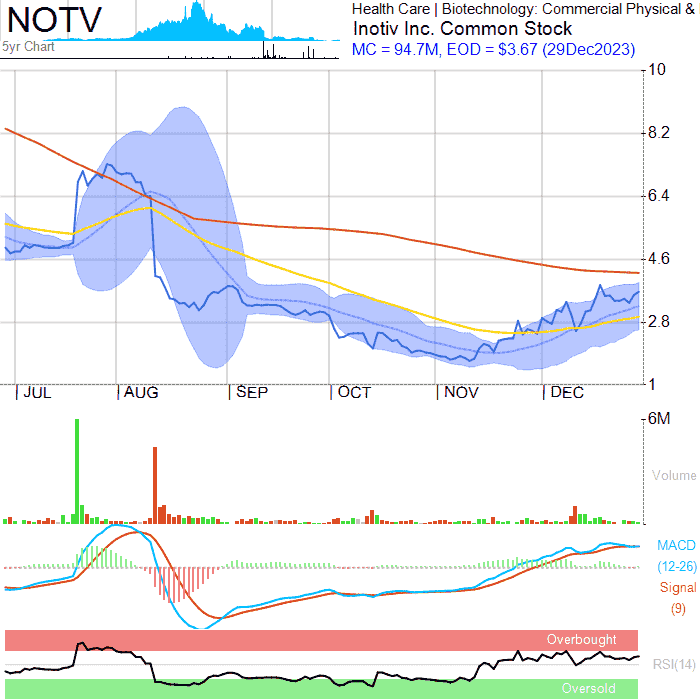 NOTV
5yr Chart
Health Care | Biotechnology: Commercial Physical &
Inotiv Inc. Common Stock
MC = 94.7M, EOD = $3.67 (29Dec2023)
10
8.2
6.4
4.6
2.8
1
JUL AUG SEP OCT NOV DEC
6M
Volume
MACD
(12-26)
Signal
(9)
Overbought
RSI(14)
Oversold